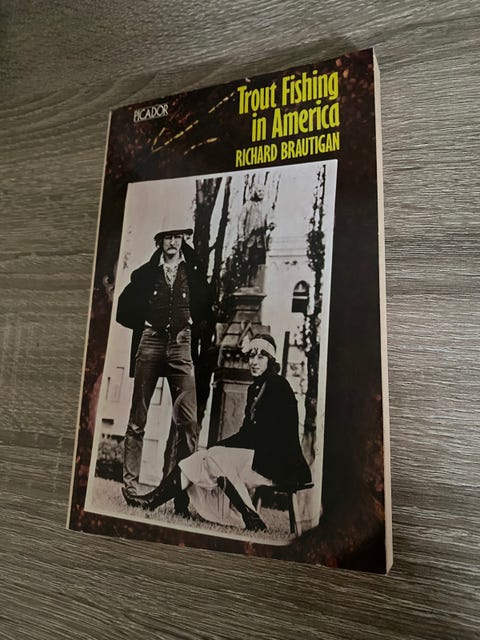 PICADOR
Trout Fishing
in America
RICHARD BRAUTIGAN